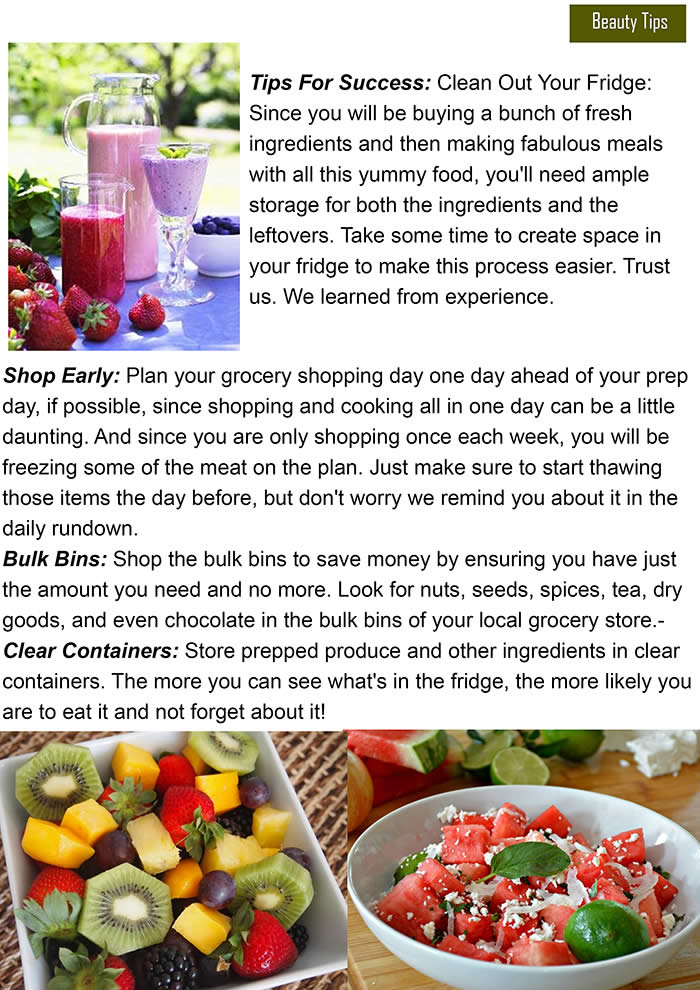 Beauty Tips
Tips For Success: Clean Out Your Fridge:
Since you will be buying a bunch of fresh
ingredients and then making fabulous meals
with all this yummy food, you'll need ample
storage for both the ingredients and the
leftovers. Take some time to create space in
your fridge to make this process easier. Trust
us. We learned from experience.
Shop Early: Plan your grocery shopping day one day ahead of your prep
day, if possible, since shopping and cooking all in one day can be a little
daunting. And since you are only shopping once each week, you will be
freezing some of the meat on the plan. Just make sure to start thawing
those items the day before, but don't worry we remind you about it in the
daily rundown.
Bulk Bins: Shop the bulk bins to save money by ensuring you have just
the amount you need and no more. Look for nuts, seeds, spices, tea, dry
goods, and even chocolate in the bulk bins of your local grocery store.-
Clear Containers: Store prepped produce and other ingredients in clear
containers. The more you can see what's in the fridge, the more likely you
are to eat it and not forget about it!